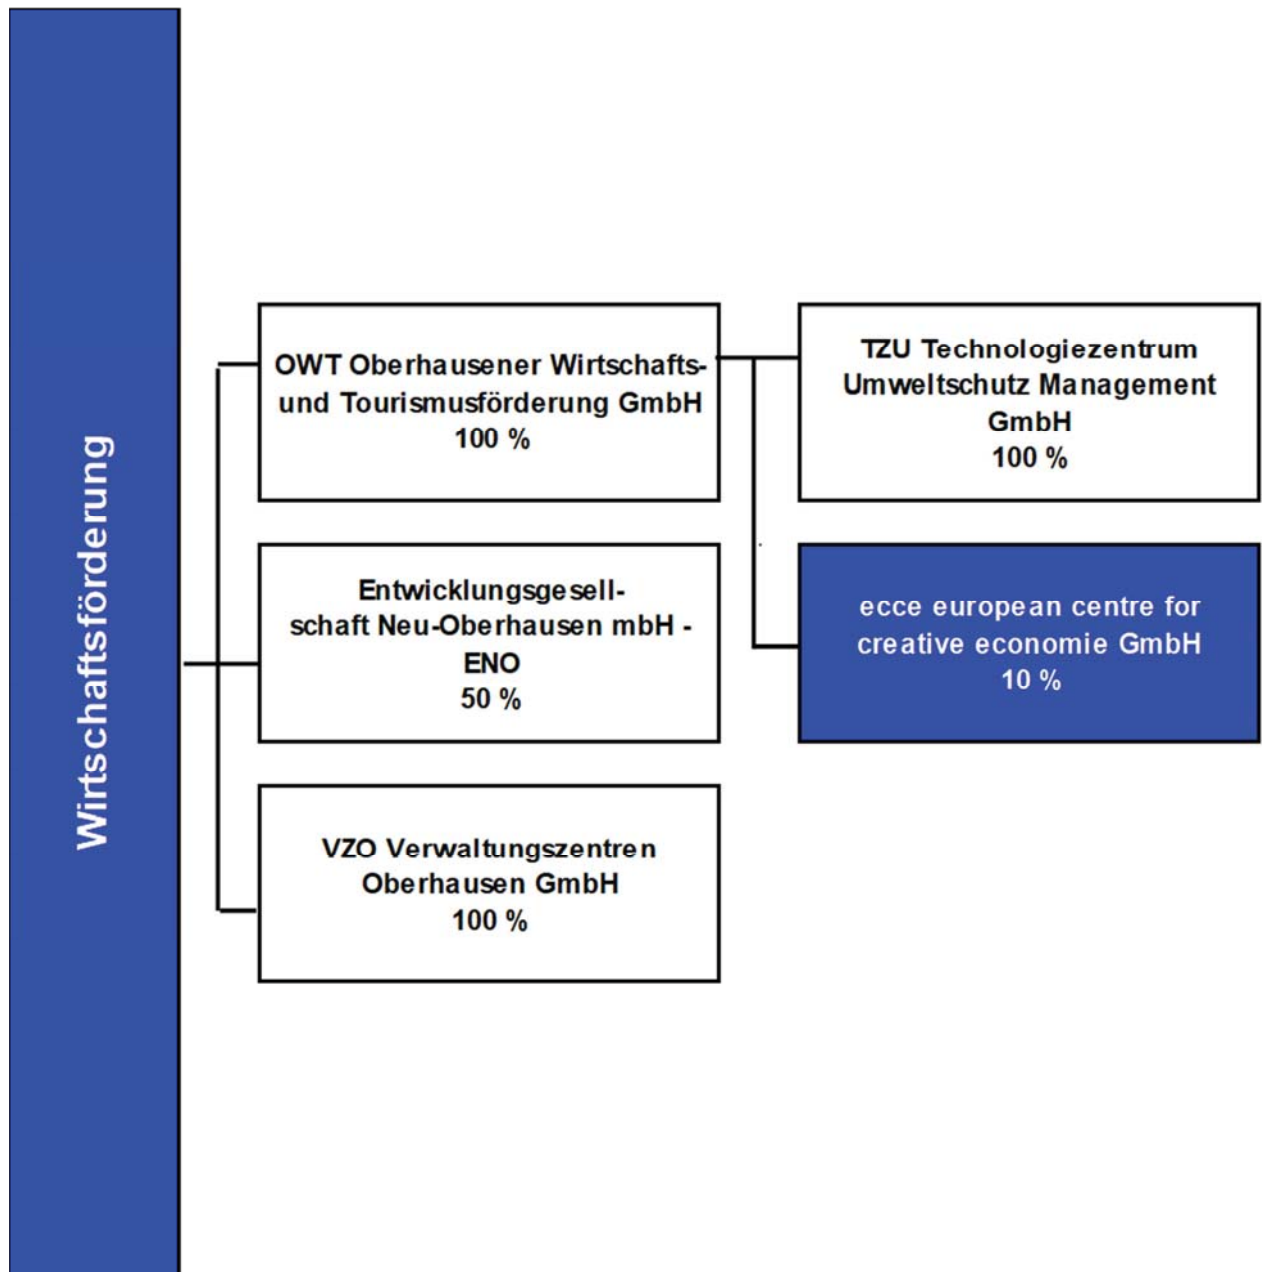 Wirtschaftsförderung
OWT Oberhausener Wirtschafts-
und Tourismusförderung GmbH
100 %
TZU Technologiezentrum
Umweltschutz Management
GmbH
100 %
Entwicklungsgesell-
schaft Neu-Oberhausen mbH -
ENO
50 %
ecce european centre for
creative economie GmbH
10 %
VZO Verwaltungszentren
Oberhausen GmbH
100 %